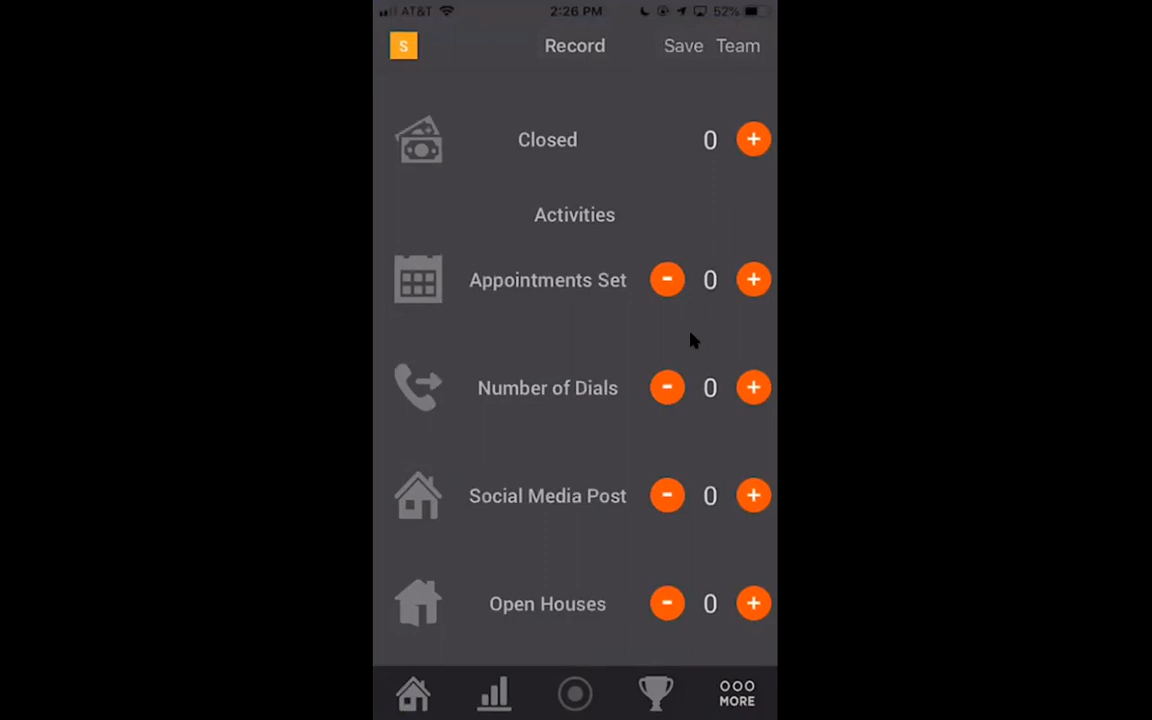 AT&T 2:26 PM 52%
S Record Save Team
Closed 0 +
Activities
Appointments Set - 0 +
Number of Dials - 0 +
Social Media Post - 0 +
Open Houses - 0 +
MORE